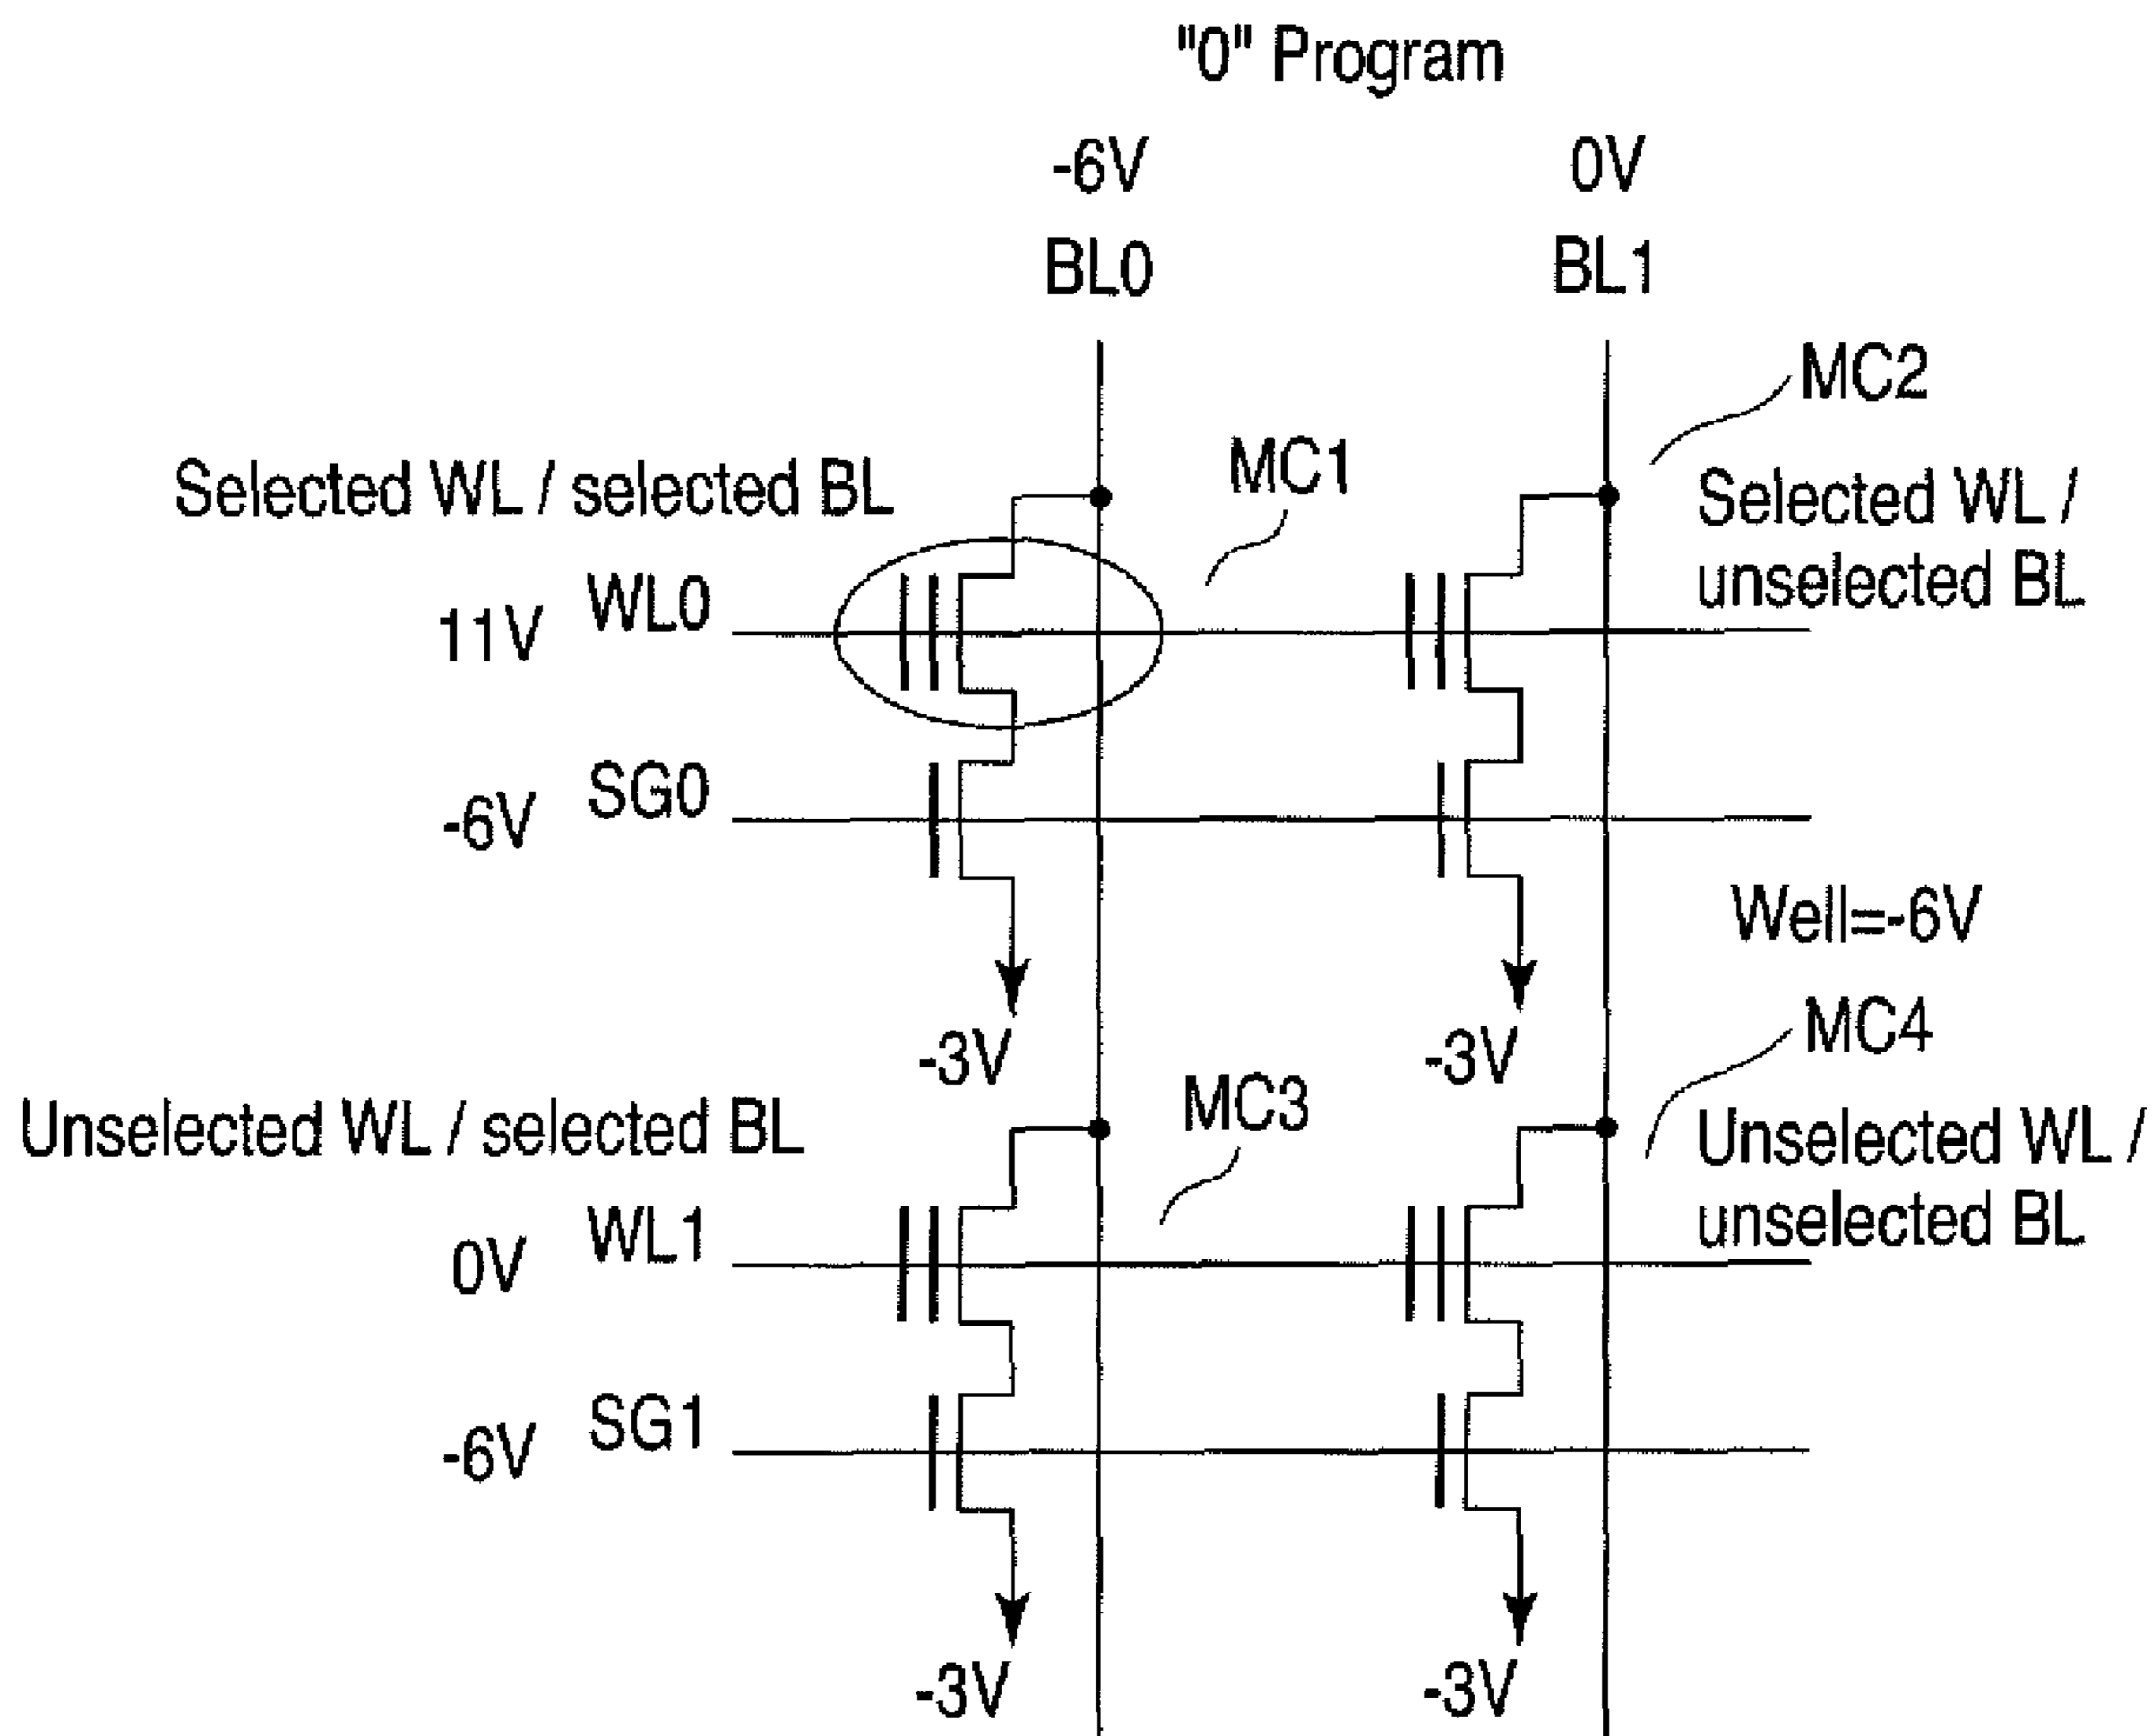 "0" Program
-6V
0V
BL0
BL1
MC2
MC1
Selected WL / selected BL
Selected WL /
unselected BL
WL0
11V
SG0
-6V
Well=-6V
-3V
-3V
MC4
MC3
Unselected WL / selected BL
Unselected WL /
unselected BL
WL1
0V
SG1
-6V
-3V
-3V